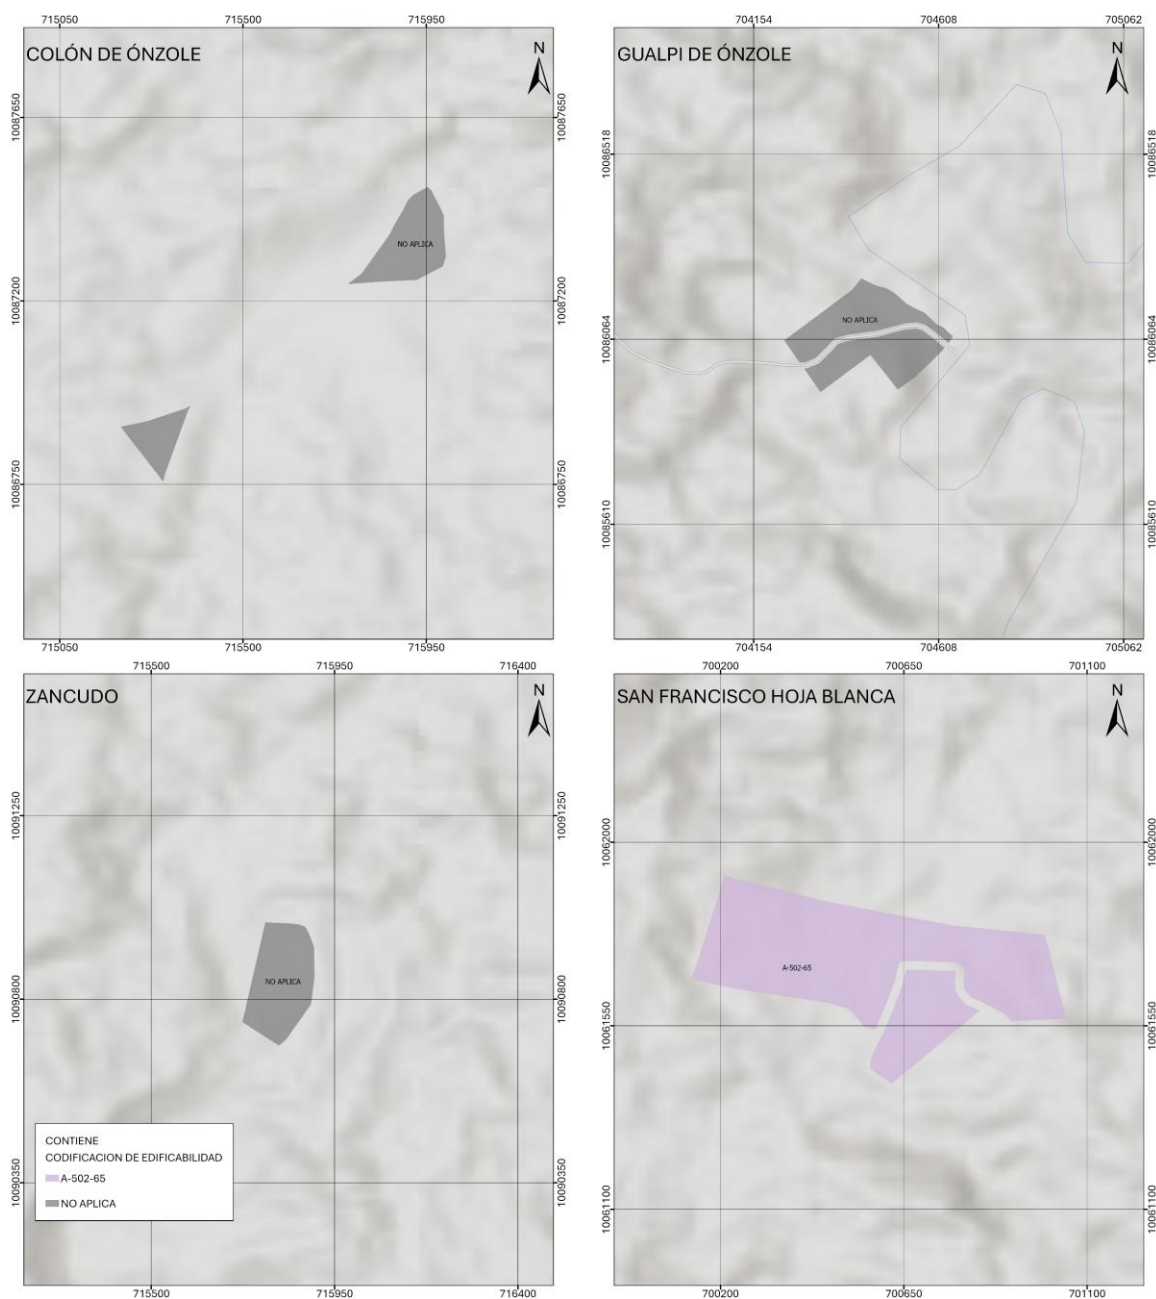 715050 715500 715950
COLÓN DE ÓNZOLE
N
10087650 10087650
NO APLICA
10087200 10087200
10086750 10086750
715050 715500 715950
704154 704608 705062
GUALPI DE ÓNZOLE
N
10086518 10086518
NO APLICA
10086064 10086064
10085610 10085610
704154 704608 705062
715500 715950 716400
ZANCUDO
N
10091250 10091250
NO APLICA
10090800 10090800
CONTIENE
CODIFICACION DE EDIFICABILIDAD
A-502-65
NO APLICA
10090350 10090350
715500 715950 716400
700200 700650 701100
SAN FRANCISCO HOJA BLANCA
N
10062000 10062000
A-502-65
10061550 10061550
10061100 10061100
700200 700650 701100